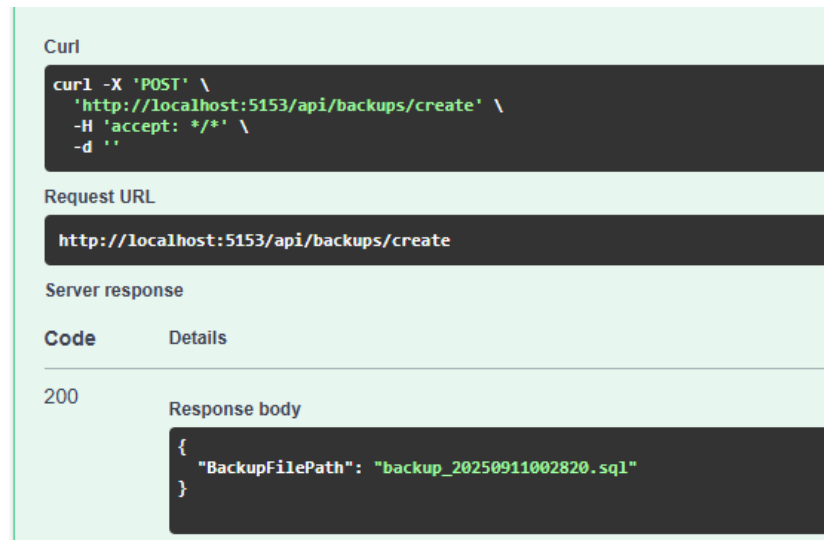 Curl
curl -X 'POST' \
  'http://localhost:5153/api/backups/create' \
  -H 'accept: */*' \
  -d ''
Request URL
http://localhost:5153/api/backups/create
Server response
Code Details
200
Response body
{
  "BackupFilePath": "backup_20250911002820.sql"
}